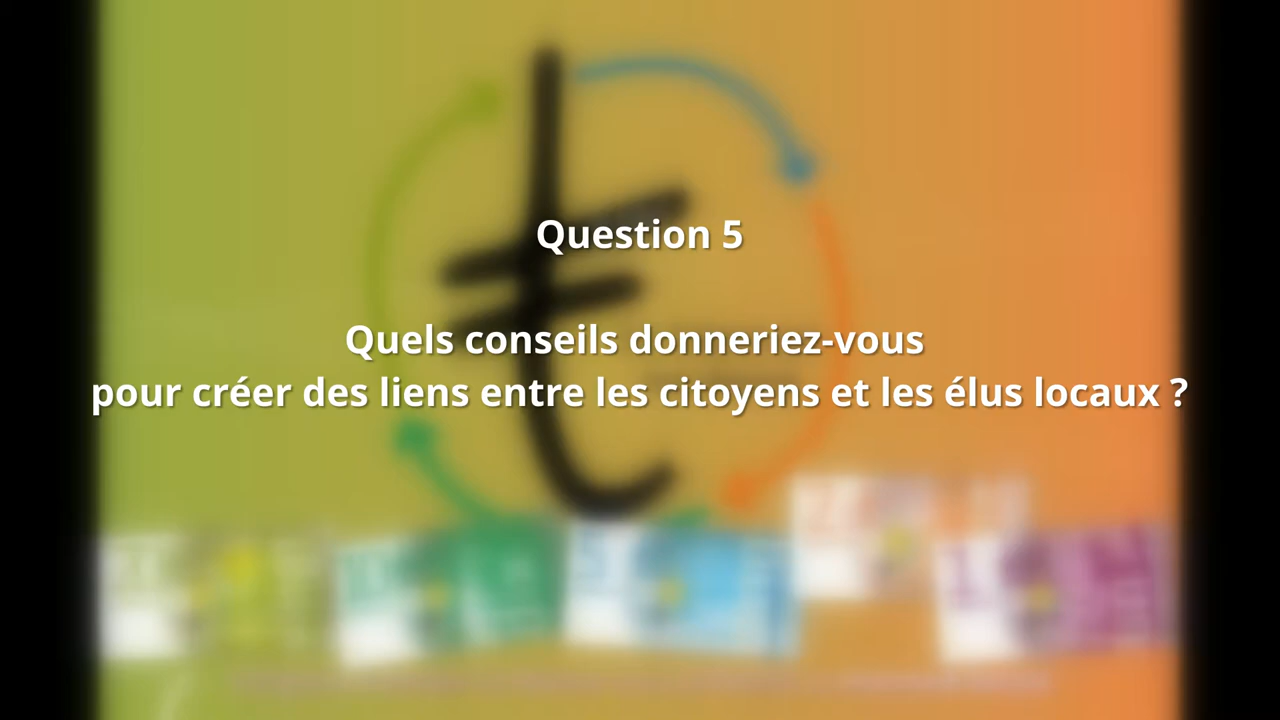 Question 5
Quels conseils donneriez-vous
pour créer des liens entre les citoyens et les élus locaux ?